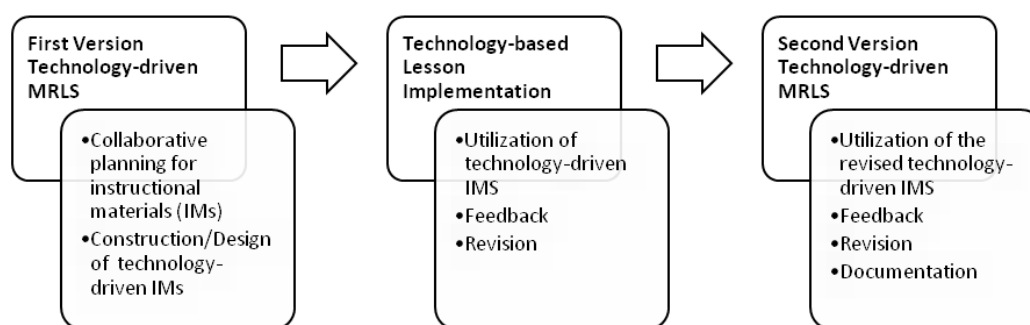 First Version
Technology-driven
MRLS
•Collaborative
planning for
instructional
materials (IMs)
•Construction/Design
of technology-
driven IMs
Technology-based
Lesson
Implementation
•Utilization of
technology-driven
IMS
•Feedback
•Revision
Second Version
Technology-driven
MRLS
•Utilization of the
revised technology-
driven IMS
•Feedback
•Revision
•Documentation